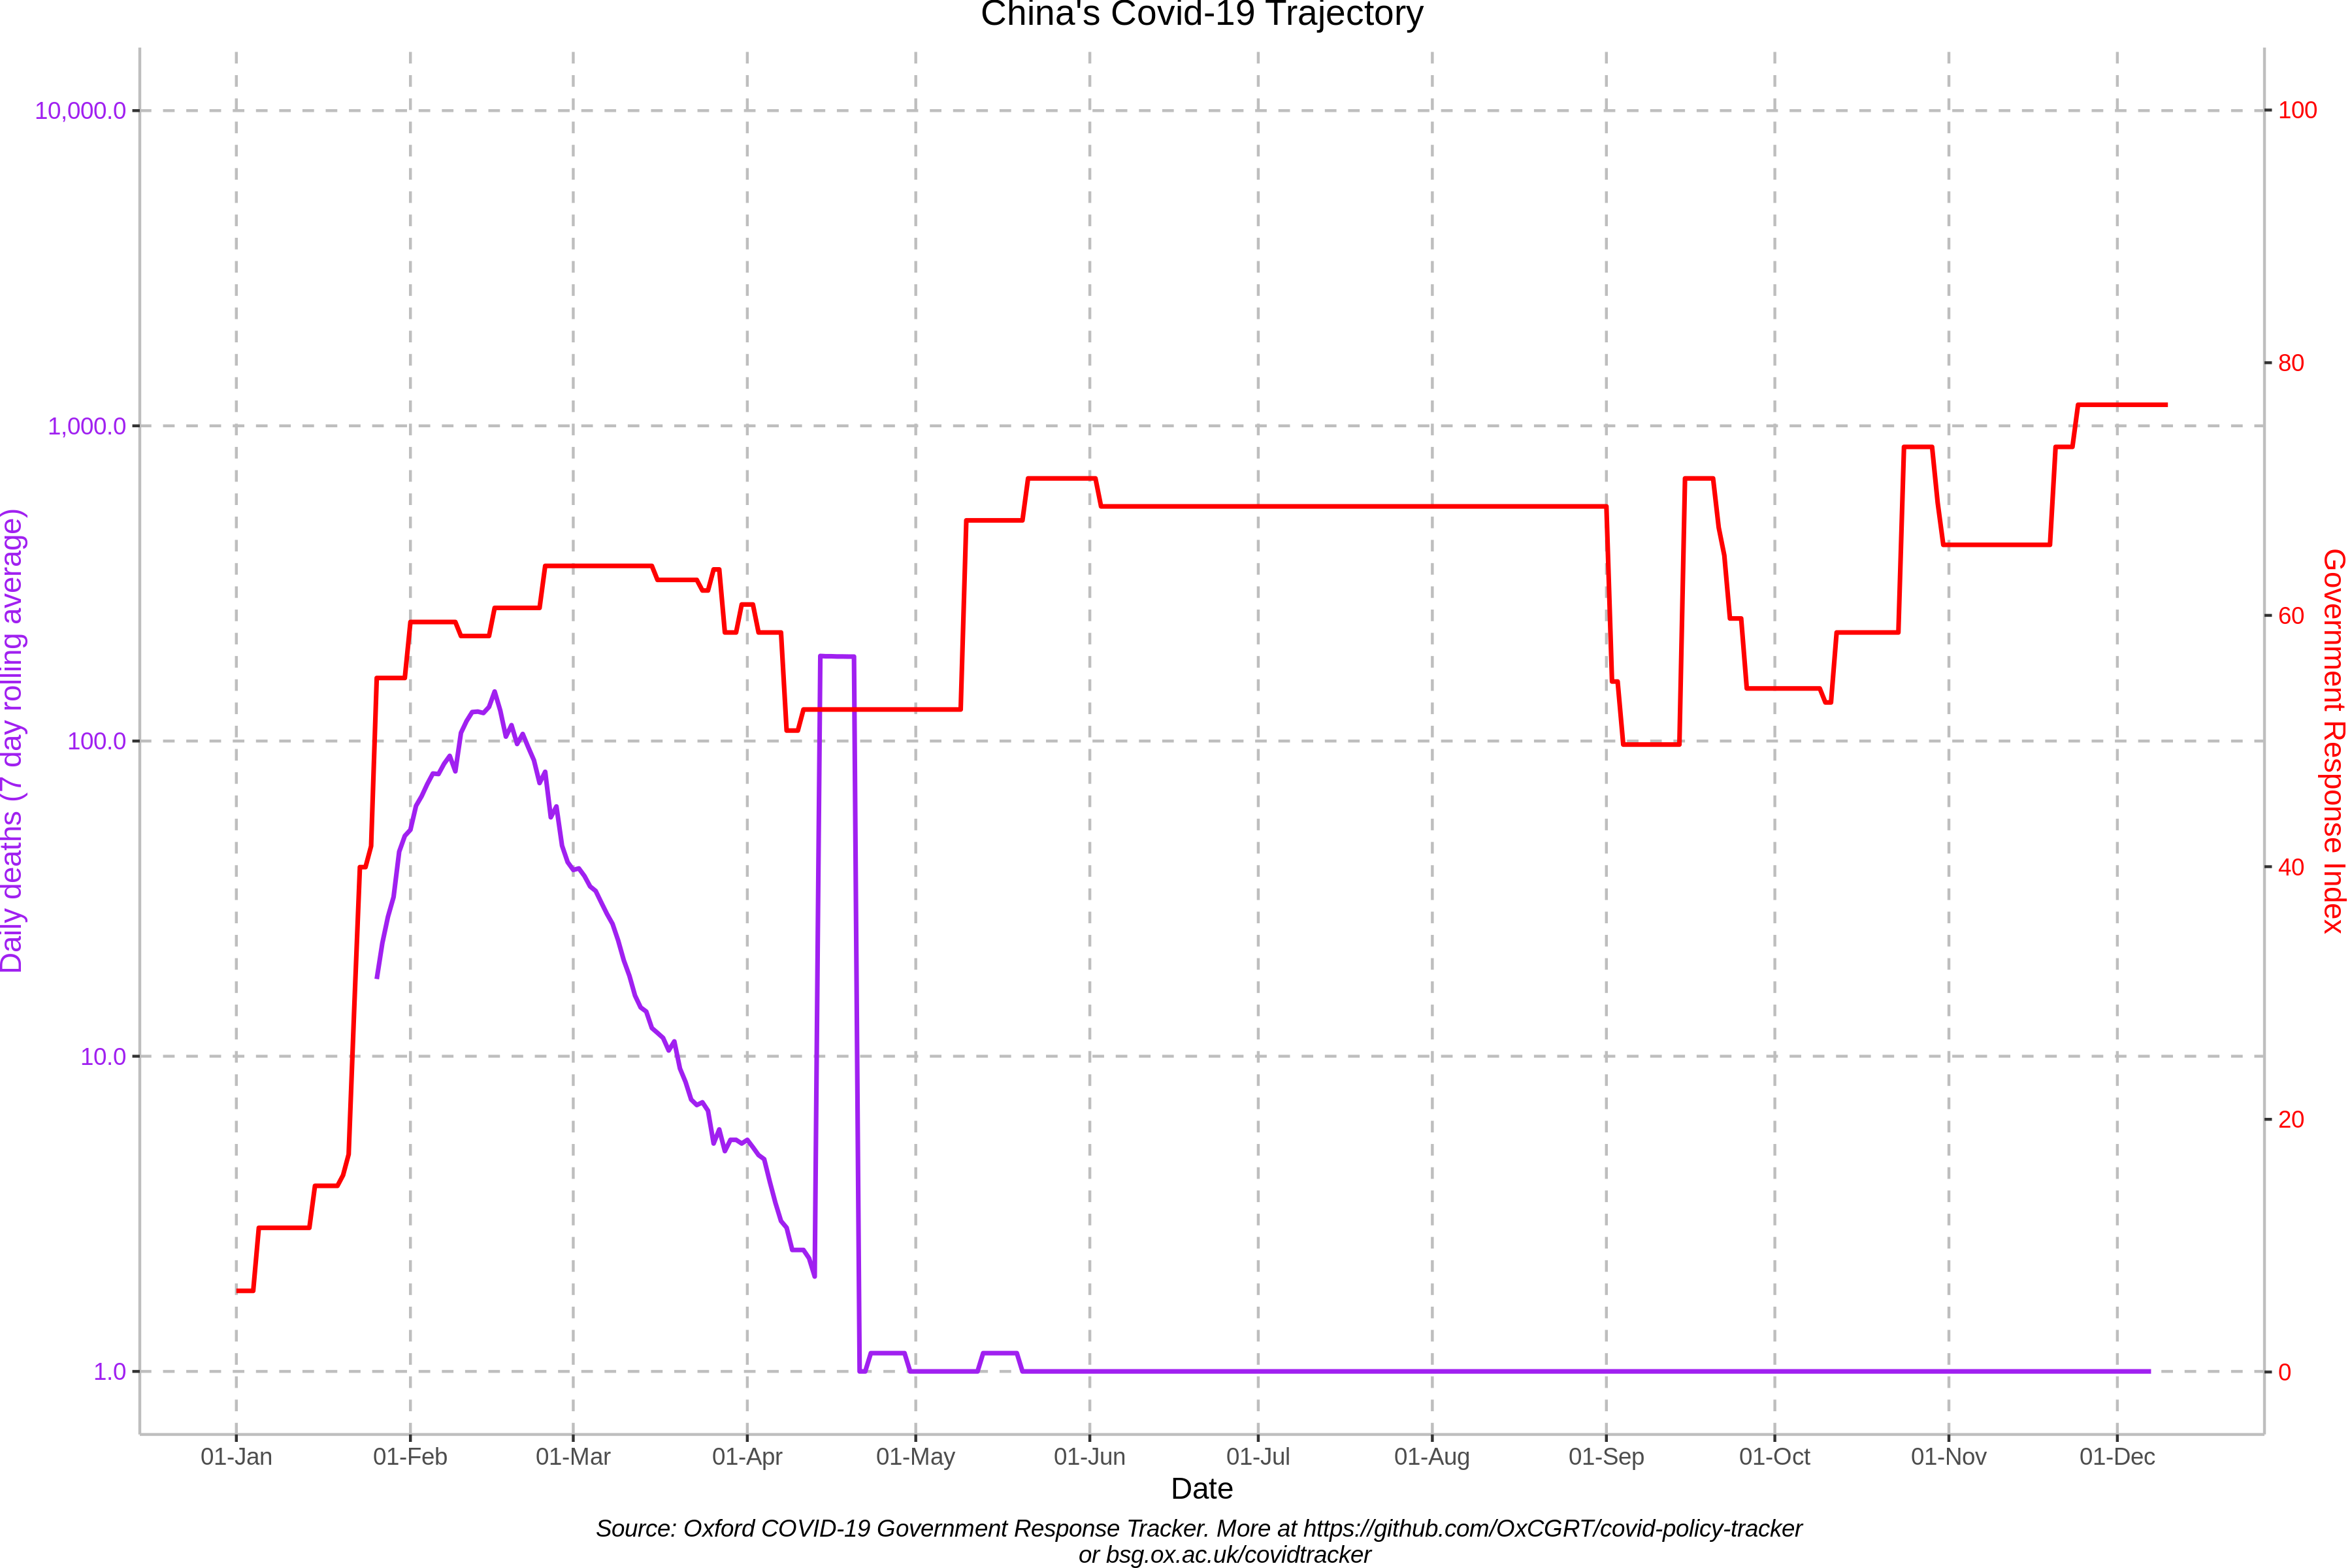 China's Covid-19 Trajectory
10,000.0
1,000.0
100.0
10.0
1.0
Daily deaths (7 day rolling average)
100
80
60
40
20
0
Government Response Index
01-Jan 01-Feb 01-Mar 01-Apr 01-May 01-Jun 01-Jul 01-Aug 01-Sep 01-Oct 01-Nov 01-Dec
Date
Source: Oxford COVID-19 Government Response Tracker. More at https://github.com/OxCGRT/covid-policy-tracker
or bsg.ox.ac.uk/covidtracker